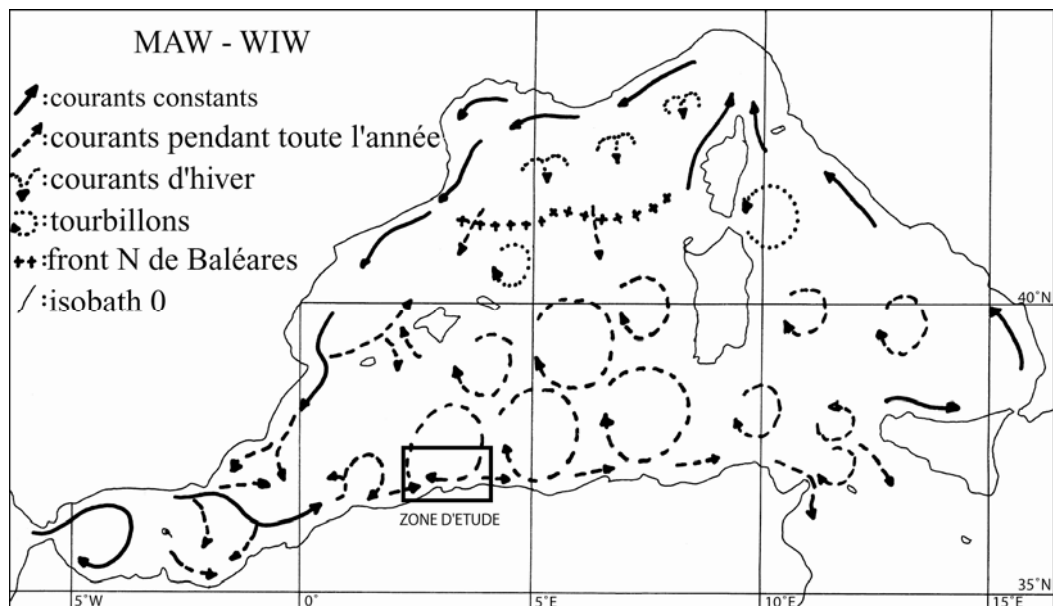 MAW - WIW
:courants constants
:courants pendant toute l'année
:courants d'hiver
:tourbillons
:front N de Baléares
:isobath 0
40°N
ZONE D'ETUDE
35°N
5°W
0°
5°E
10°E
15°E